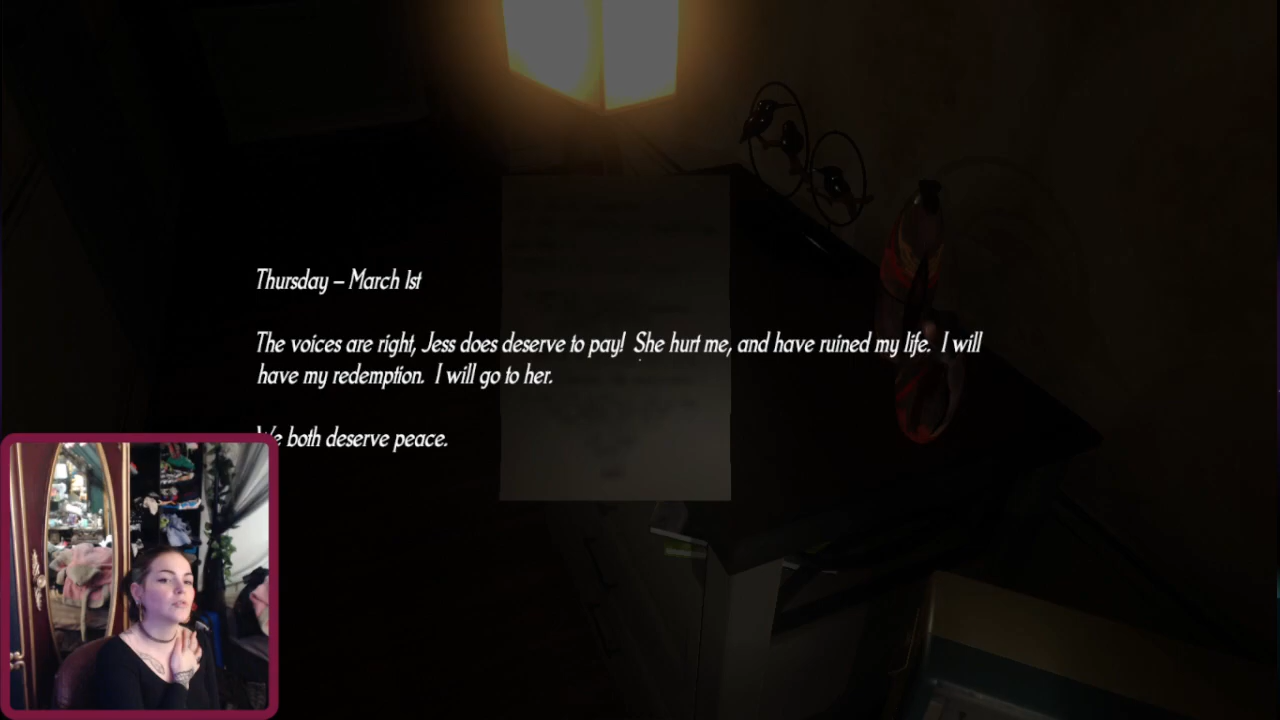 Thursday – March 1st
The voices are right, Jess does deserve to pay! She hurt me, and have ruined my life. I will
have my redemption. I will go to her.
We both deserve peace.